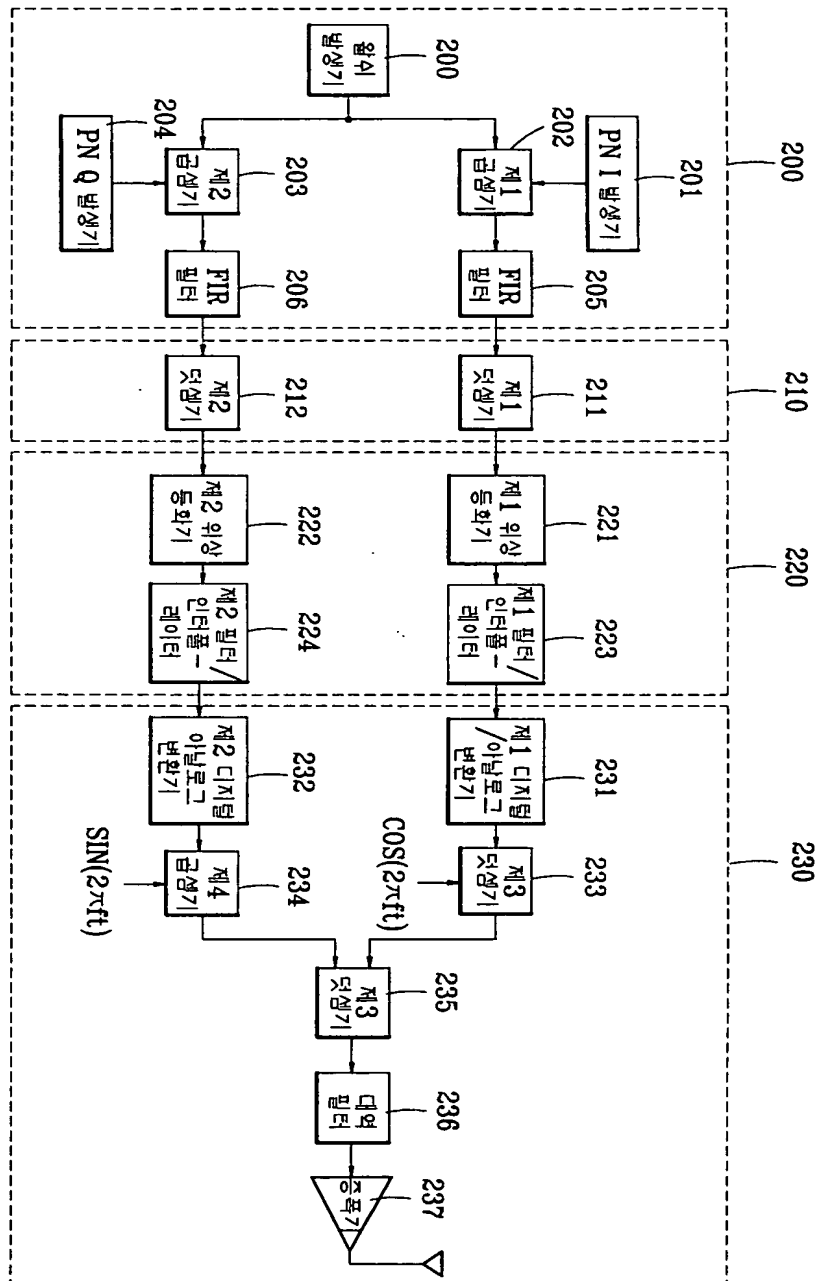 200
210
220
230
201
PN I 발생기
202
205
211
221
223
231
233
제1
곱셈기
FIR
필터
제1
덧셈기
제1 위상
등화기
제1 필터/
인터폴-
레이터
제1 디지털
/아날로그
변환기
제3
덧셈기
COS(2πft)
200
235
236
237
월쉬
발생기
제3
덧셈기
대역
필터
증폭기
203
206
212
222
224
232
234
제2
곱셈기
FIR
필터
제2
덧셈기
제2 위상
등화기
제2 필터/
인터폴-
레이터
제2 디지털
아날로그
변환기
제4
곱셈기
204
PN Q 발생기
SIN(2πft)